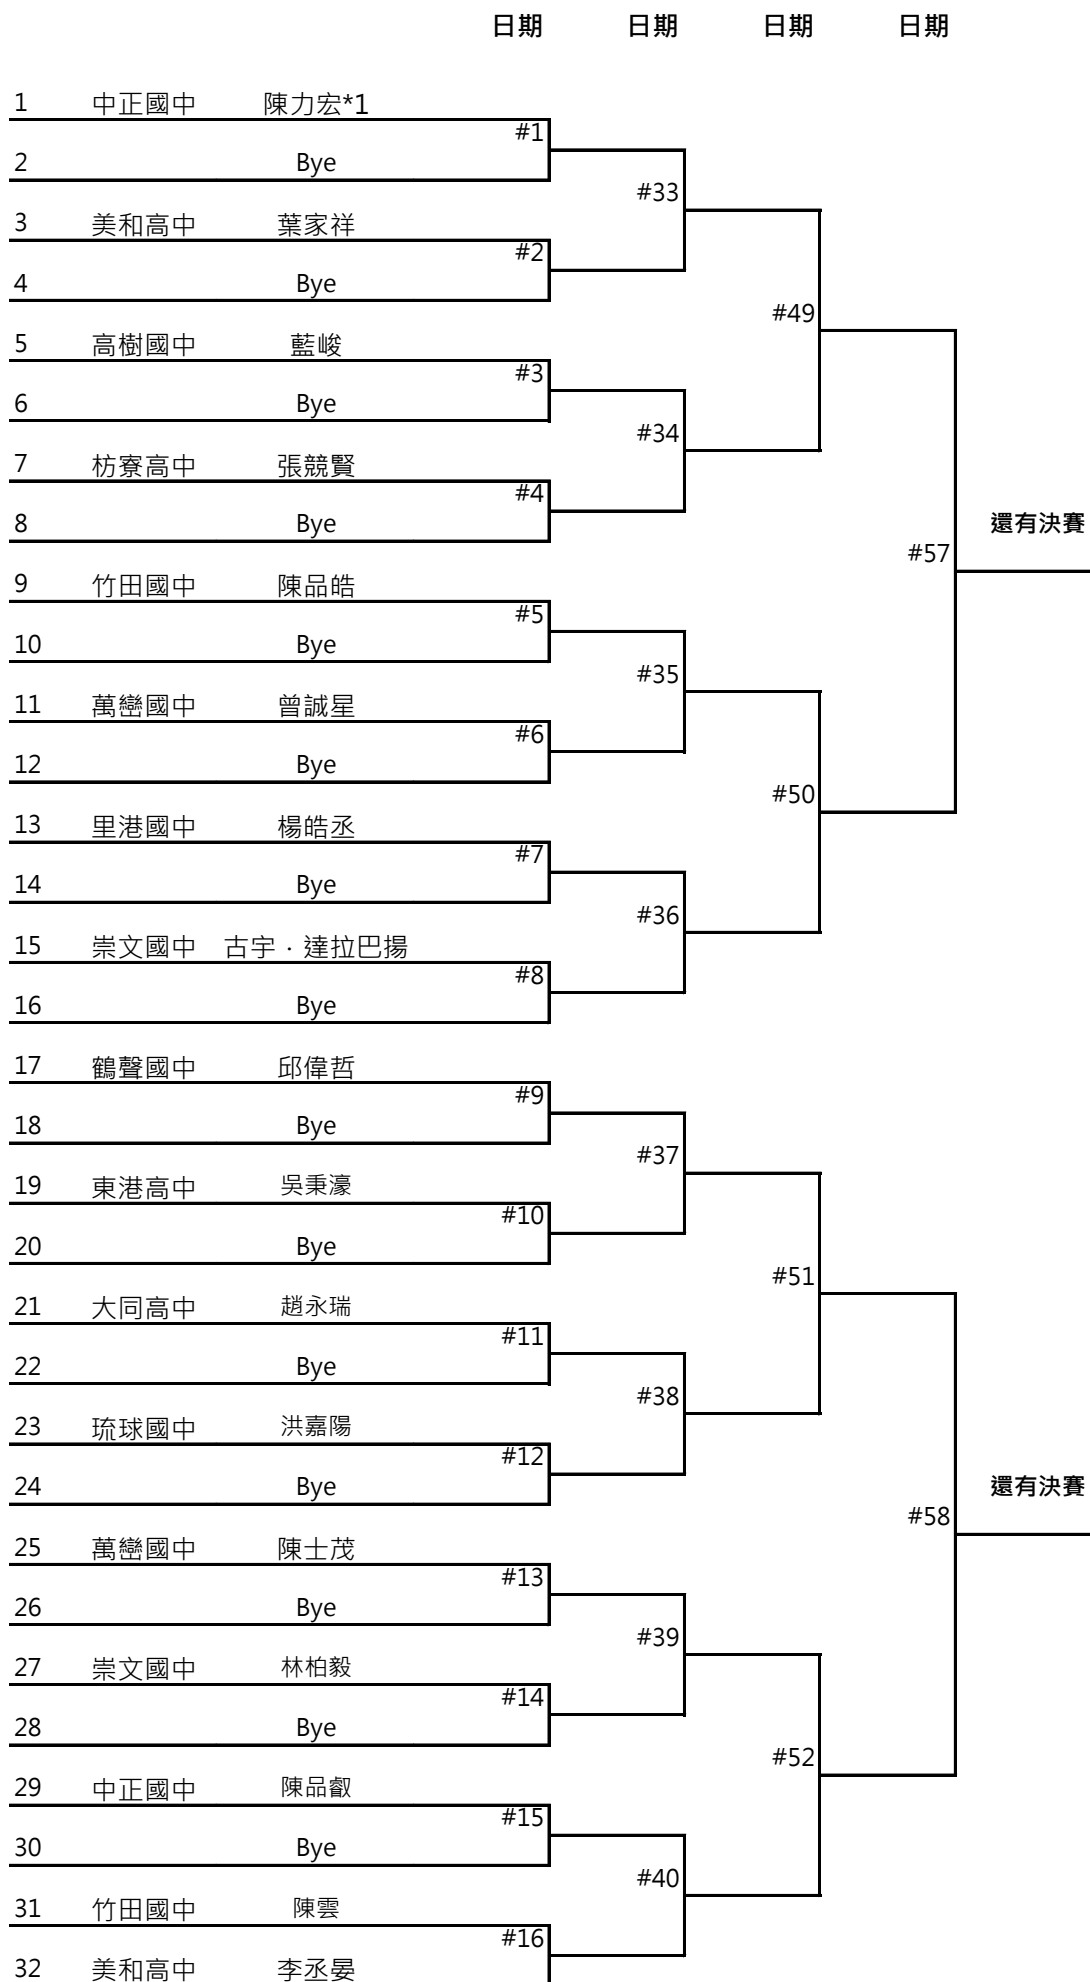 日期 日期 日期 日期
1 中正國中 陳力宏*1
#1
2 Bye
#33
3 美和高中 葉家祥
#2
4 Bye
#49
5 高樹國中 藍峻
#3
6 Bye
#34
7 枋寮高中 張競賢
#4
8 Bye
還有決賽
#57
9 竹田國中 陳品皓
#5
10 Bye
#35
11 萬巒國中 曾誠星
#6
12 Bye
#50
13 里港國中 楊皓丞
#7
14 Bye
#36
15 崇文國中 古宇．達拉巴揚
#8
16 Bye
17 鶴聲國中 邱偉哲
#9
18 Bye
#37
19 東港高中 吳秉濠
#10
20 Bye
#51
21 大同高中 趙永瑞
#11
22 Bye
#38
23 琉球國中 洪嘉陽
#12
24 Bye
還有決賽
#58
25 萬巒國中 陳士茂
#13
26 Bye
#39
27 崇文國中 林柏毅
#14
28 Bye
#52
29 中正國中 陳品叡
#15
30 Bye
#40
31 竹田國中 陳雲
#16
32 美和高中 李丞晏